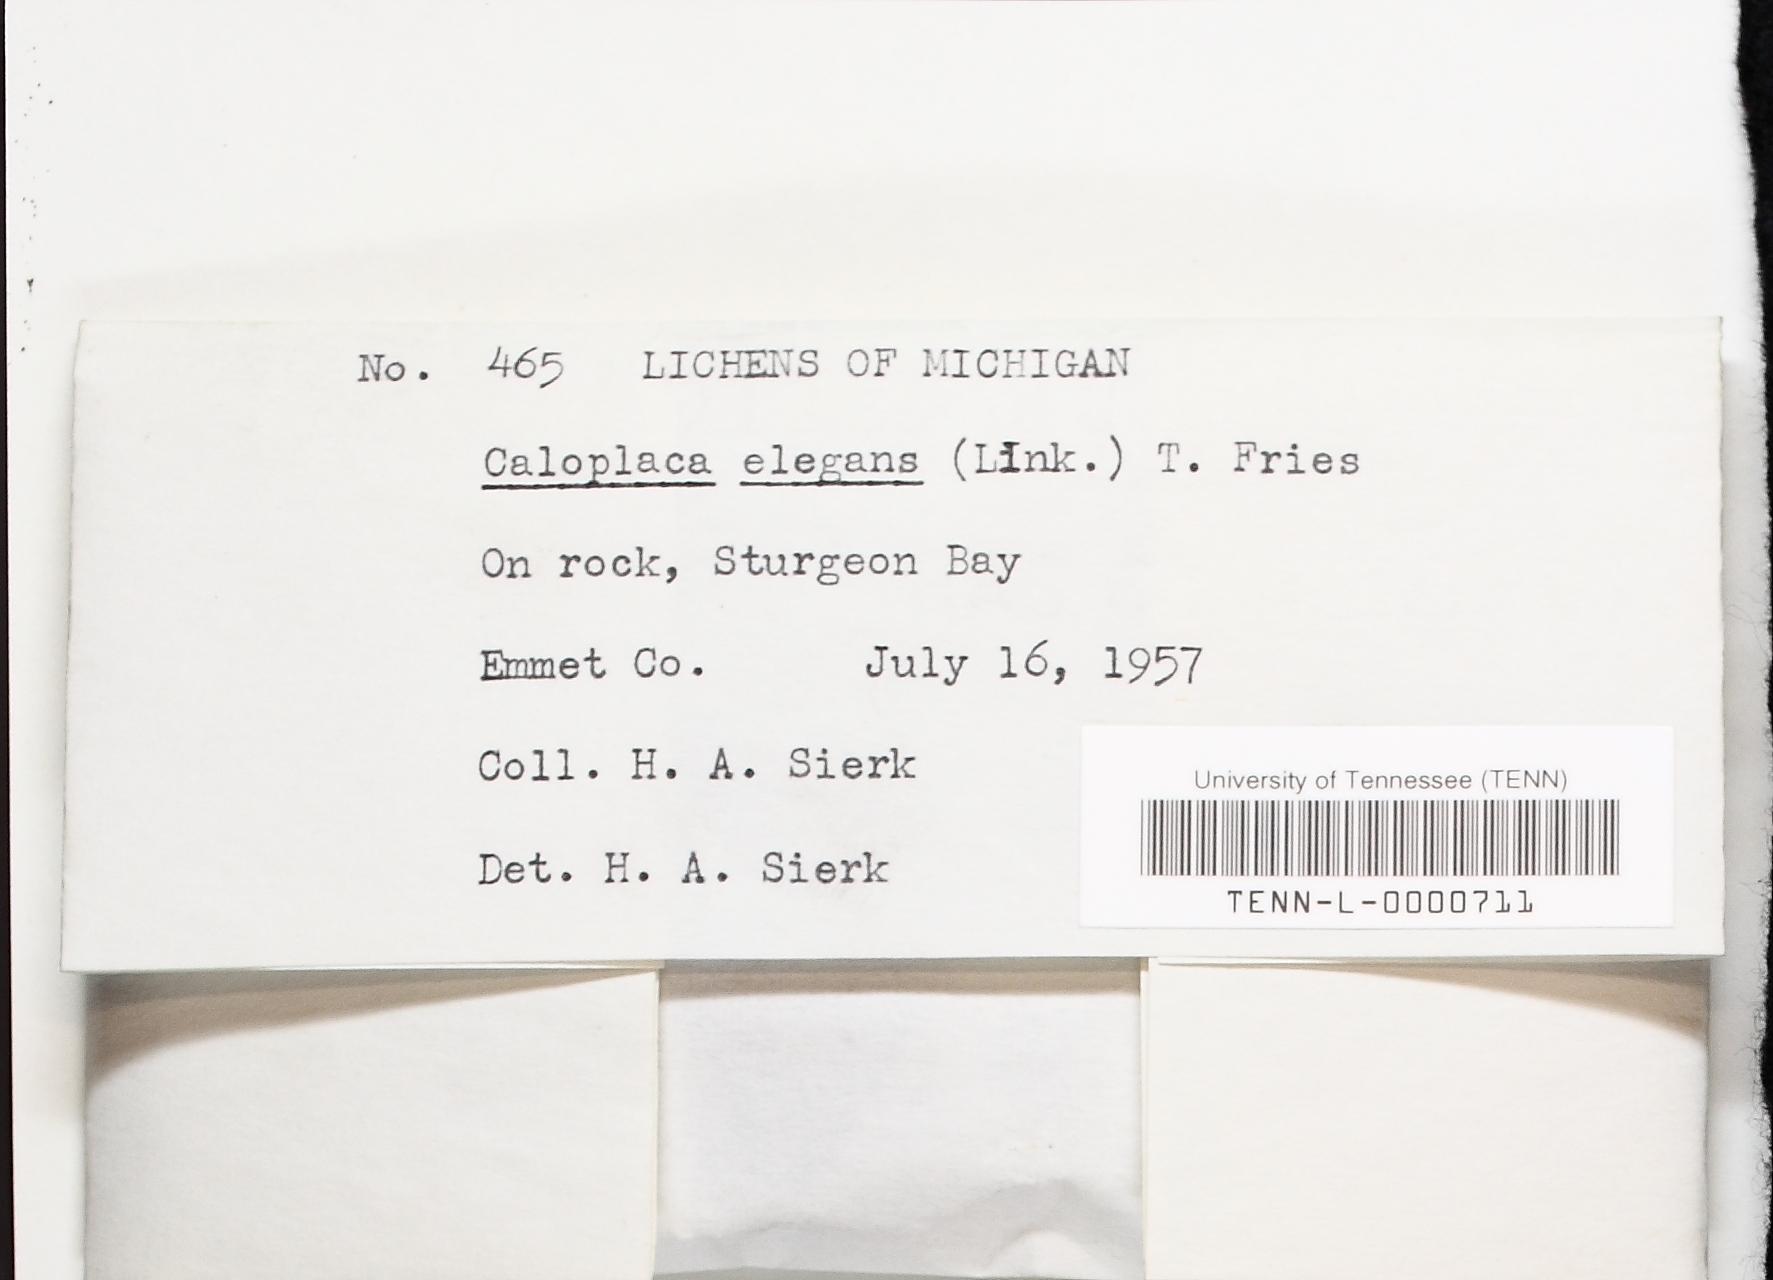 No. 465 LICHENS OF MICHIGAN
Caloplaca elegans (Link.) T. Fries
On rock, Sturgeon Bay
Emmet Co. July 16, 1957
Coll. H. A. Sierk
Det. H. A. Sierk
University of Tennessee (TENN)
TENN-L-0000711